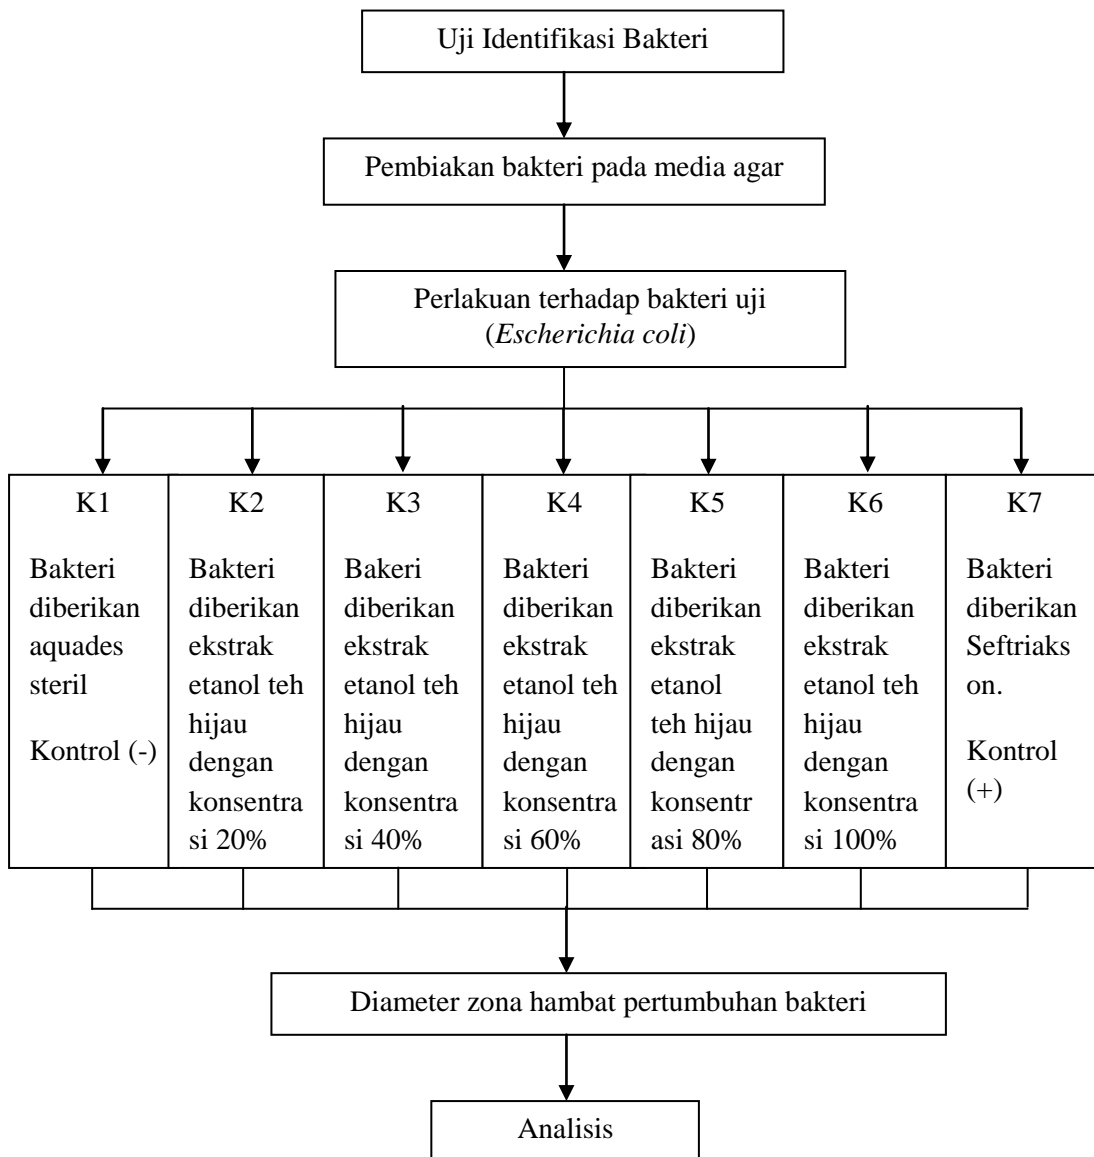 Uji Identifikasi Bakteri
Pembiakan bakteri pada media agar
Perlakuan terhadap bakteri uji
(Escherichia coli)
K1
Bakteri
diberikan
aquades
steril
Kontrol (-)
K2
Bakteri
diberikan
ekstrak
etanol teh
hijau
dengan
konsentra
si 20%
K3
Bakeri
diberikan
ekstrak
etanol teh
hijau
dengan
konsentra
si 40%
K4
Bakteri
diberikan
ekstrak
etanol teh
hijau
dengan
konsentra
si 60%
K5
Bakteri
diberikan
ekstrak
etanol
teh hijau
dengan
konsentr
asi 80%
K6
Bakteri
diberikan
ekstrak
etanol teh
hijau
dengan
konsentra
si 100%
K7
Bakteri
diberikan
Seftriaks
on.
Kontrol
(+)
Diameter zona hambat pertumbuhan bakteri
Analisis